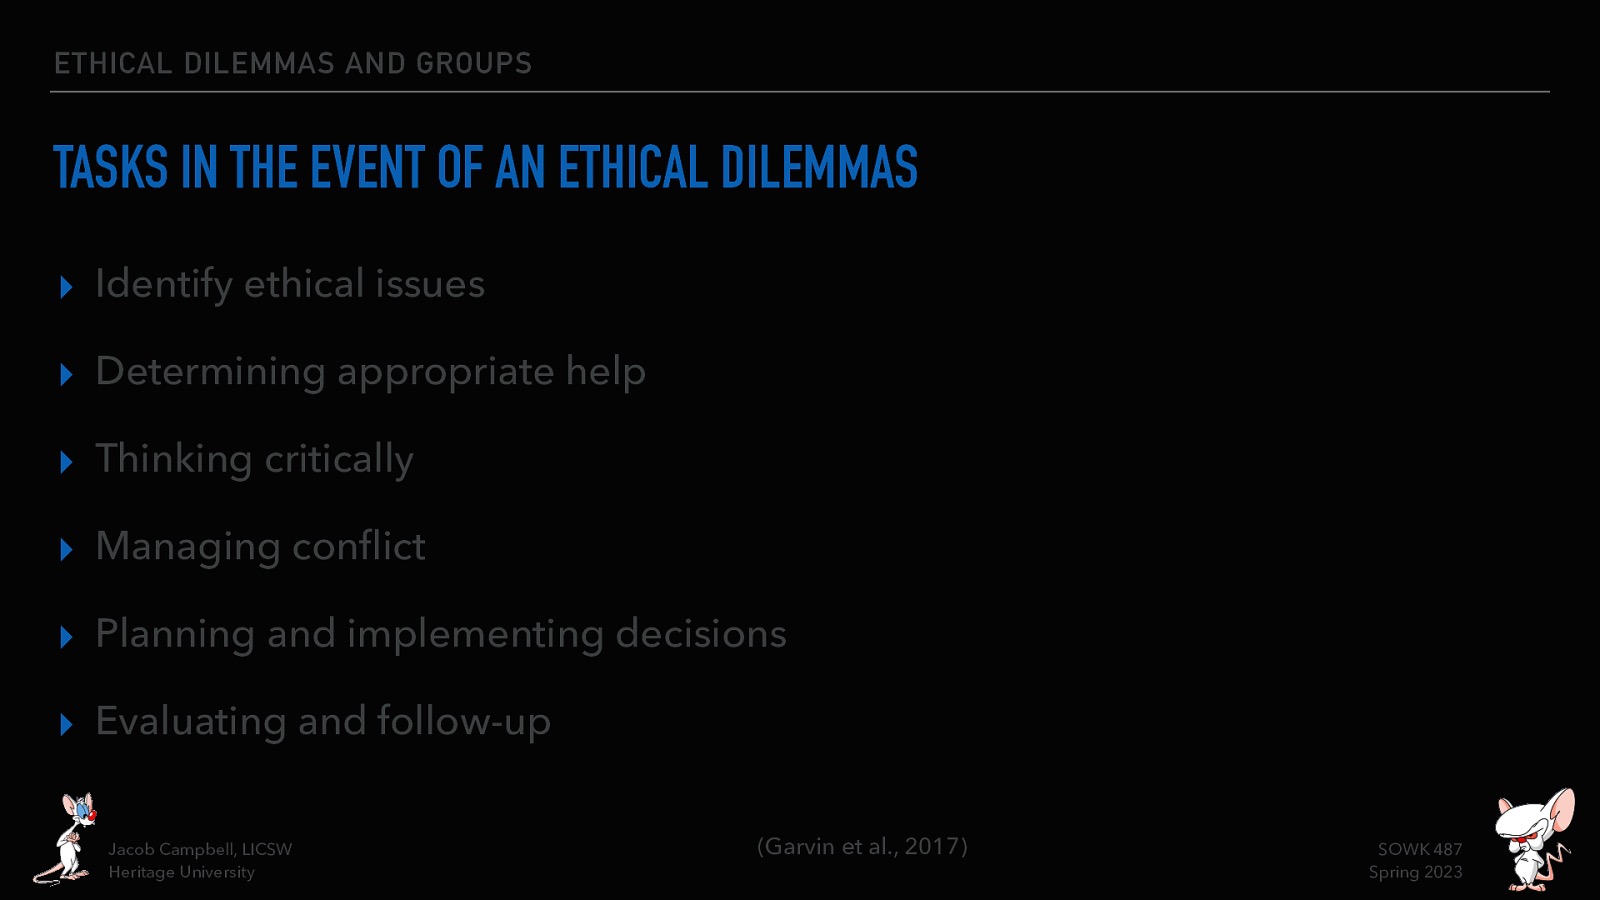 ETHICAL DILEMMAS AND GROUPS
TASKS IN THE EVENT OF AN ETHICAL DILEMMAS
▸ Identify ethical issues
▸ Determining appropriate help
▸ Thinking critically
▸ Managing conflict
▸ Planning and implementing decisions
▸ Evaluating and follow-up
Jacob Campbell, LICSW
Heritage University
(Garvin et al., 2017)
SOWK 487
Spring 2023